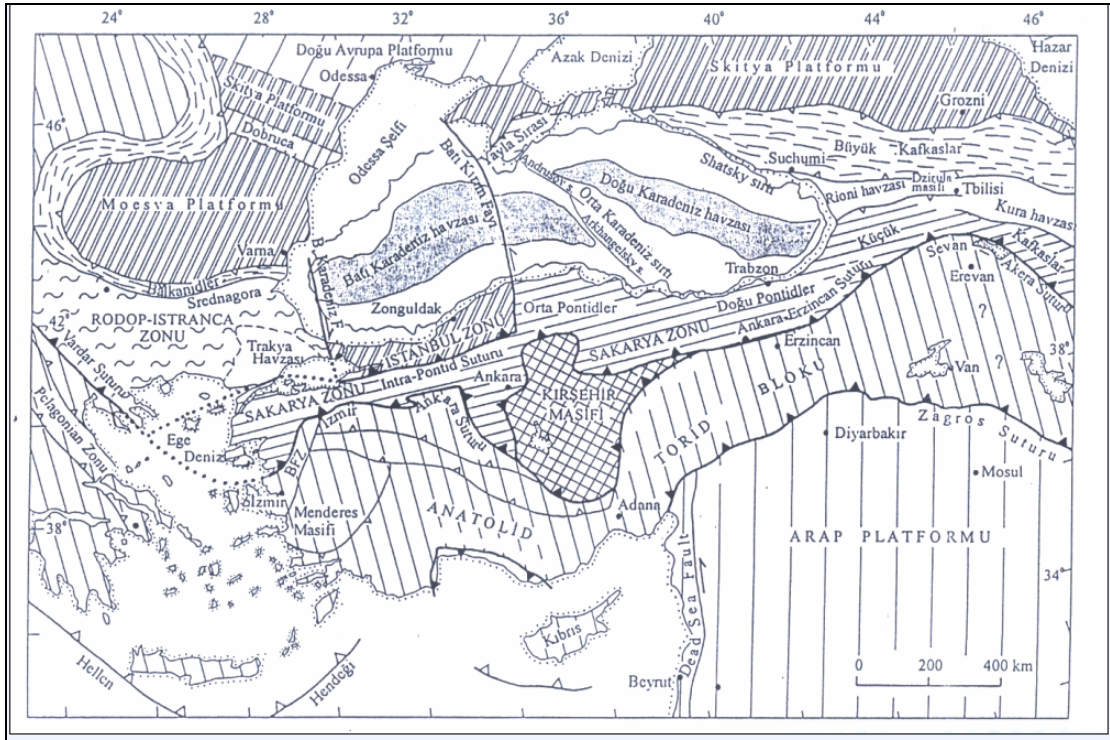 24°
28°
32°
36°
40°
44°
46°
Doğu Avrupa Platformu
Odessa
Azak Denizi
Skitya Platformu
Hazar
Denizi
Grozni
46°
Skitya Platformu
Dobruca
Odessa Şelfi
Batı Kırım Fayı
Yayla Sırası
Shatsky sırtı
Suchumi
Büyük Kafkaslar
Moesya Platformu
Andrusov s.
Orta Karadeniz sırtı
Arkhangelsky s.
Doğu Karadeniz havzası
Rioni havzası
Dzirula
masifi
Tbilisi
Kura havzası
Batı Karadeniz havzası
Varna
B. Karadeniz F.
Balkanidler
Srednagora
Trabzon
Küçük
Kafkaslar
Sevan
Akera Suturu
Erevan
?
Zonguldak
Orta Pontidler
Doğu Pontidler
RODOP-ISTRANCA
ZONU
42°
Vardar Suturu
Trakya
Havzası
İSTANBUL ZONU
Intra-Pontid Suturu
SAKARYA ZONU
SAKARYA ZONU
Ankara-Erzincan Suturu
Erzincan
38°
Van
?
Ankara
KIRŞEHİR
MASİFİ
İzmir
Ankara Suturu
Pelagonian Zonu
Ege
Denizi
BFZ
İzmir
Menderes
Masifi
ANATOLİD
TORİD
BLOKU
Zagros Suturu
Diyarbakır
Mosul
Adana
38°
ARAP PLATFORMU
34°
Dead Sea Fault
Kıbrıs
Beyrut
Hellen
Hendeği
0 200 400 km